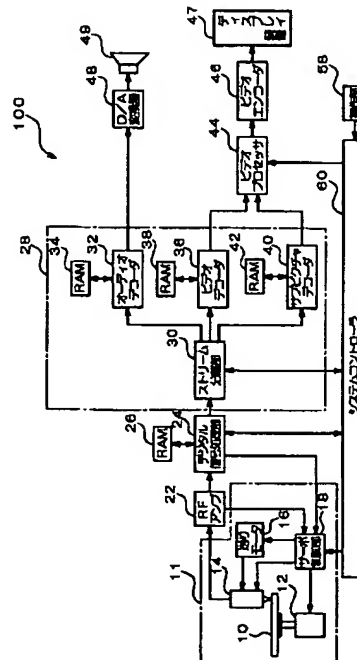 100
49
48
D/A
変換器
47
ディスプレイ
装置
46
ビデオ
エンコーダ
44
ビデオ
プロセッサ
58
60
システムコントローラ
28
34
RAM
32
オーディオ
デコーダ
38
RAM
36
ビデオ
デコーダ
42
RAM
40
サブピクチャ
デコーダ
30
ストリーム
分離部
26
RAM
24
デジタル
信号処理部
22
RF
アンプ
11
14
16
送り
モータ
18
サーボ
制御部
10
12